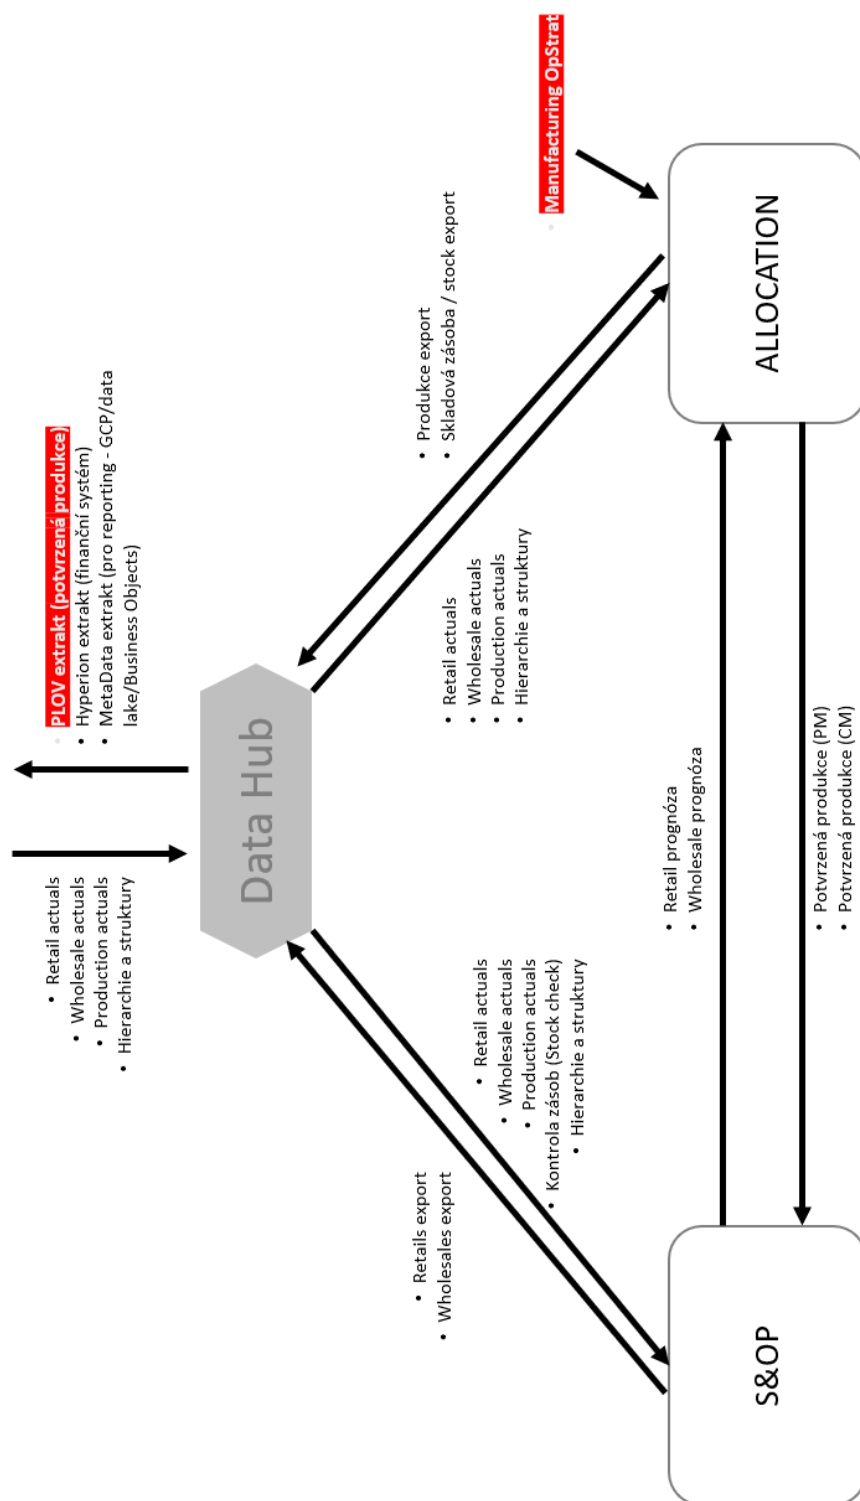 • Retail actuals
• Wholesale actuals
• Production actuals
• Hierarchie a struktury
• PLOV extrakt (potvrzená produkce)
• Hyperion extrakt (finanční systém)
• MetaData extrakt (pro reporting - GCP/data
lake/Business Objects)
Data Hub
• Retails export
• Wholesales export
• Retail actuals
• Wholesale actuals
• Production actuals
• Kontrola zásob (Stock check)
• Hierarchie a struktury
• Retail actuals
• Wholesale actuals
• Production actuals
• Hierarchie a struktury
• Produkce export
• Skladová zásoba / stock export
• Manufacturing OpStrat
S&OP
• Retail prognóza
• Wholesale prognóza
• Potvrzená produkce (PM)
• Potvrzená produkce (CM)
ALLOCATION